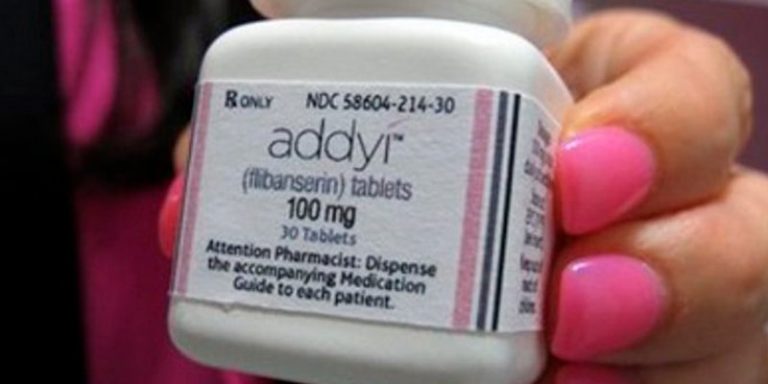 Rx ONLY NDC 58604-214-30
addyi™
(flibanserin) tablets
100 mg
30 Tablets
Attention Pharmacist: Dispense
the accompanying Medication
Guide to each patient.